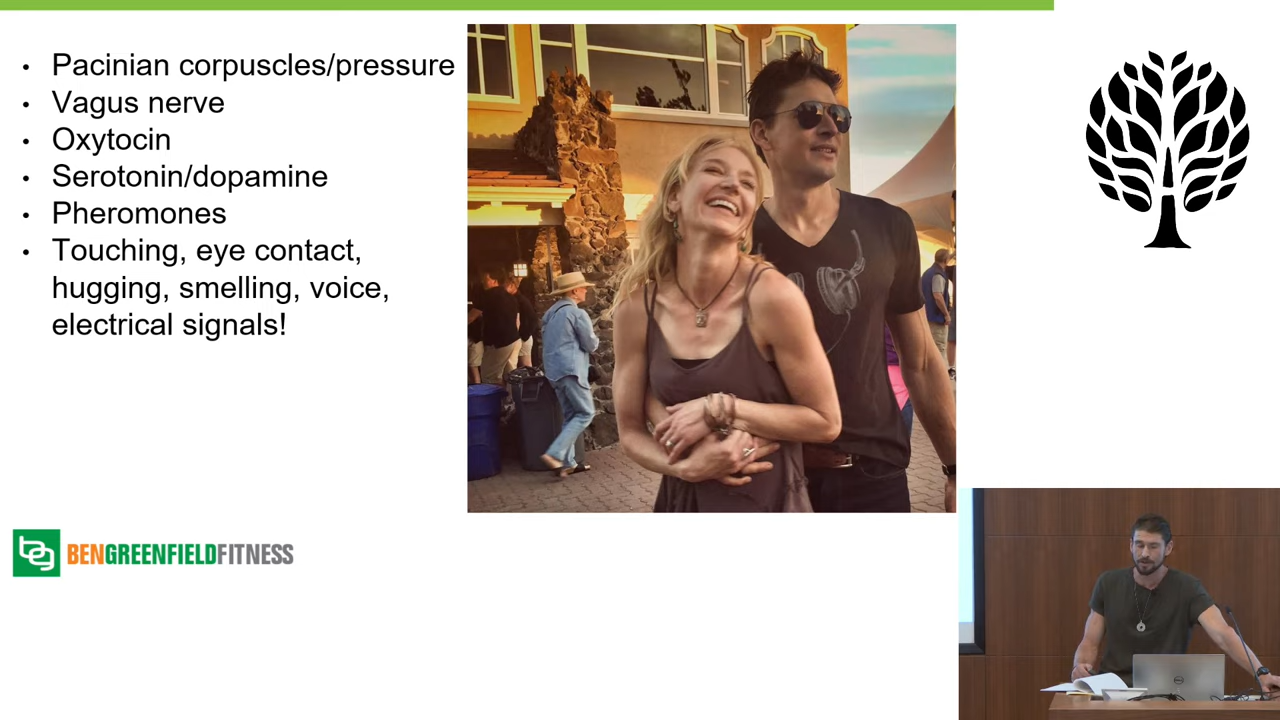 • Pacinian corpuscles/pressure
• Vagus nerve
• Oxytocin
• Serotonin/dopamine
• Pheromones
• Touching, eye contact,
hugging, smelling, voice,
electrical signals!
BENGREENFIELDFITNESS